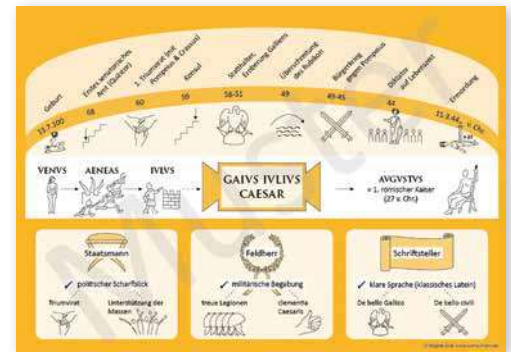 Geburt
Erstes senatorisches
Amt (Quästor)
1. Triumvirat (mit
Pompeius & Crassus)
Konsul
Statthalter,
Eroberung Galliens
Überschreitung
des Rubikon
Bürgerkrieg
gegen Pompeius
Diktator
auf Lebenszeit
Ermordung
13.7.100
68
60
59
58-51
49
49-45
44
15.3.44
v. Chr.
VENVS
AENEAS
IVLVS
GAIVS IVLIVS
CAESAR
AVGVSTVS
= 1. römischer Kaiser
(27 v. Chr.)
Staatsmann
✓ politischer Scharfblick
Triumvirat
Unterstützung der
Massen
Feldherr
✓ militärische Begabung
treue Legionen
clementia
Caesaris
Schriftsteller
✓ klare Sprache (klassisches Latein)
De bello Gallico
De bello civili
Muster